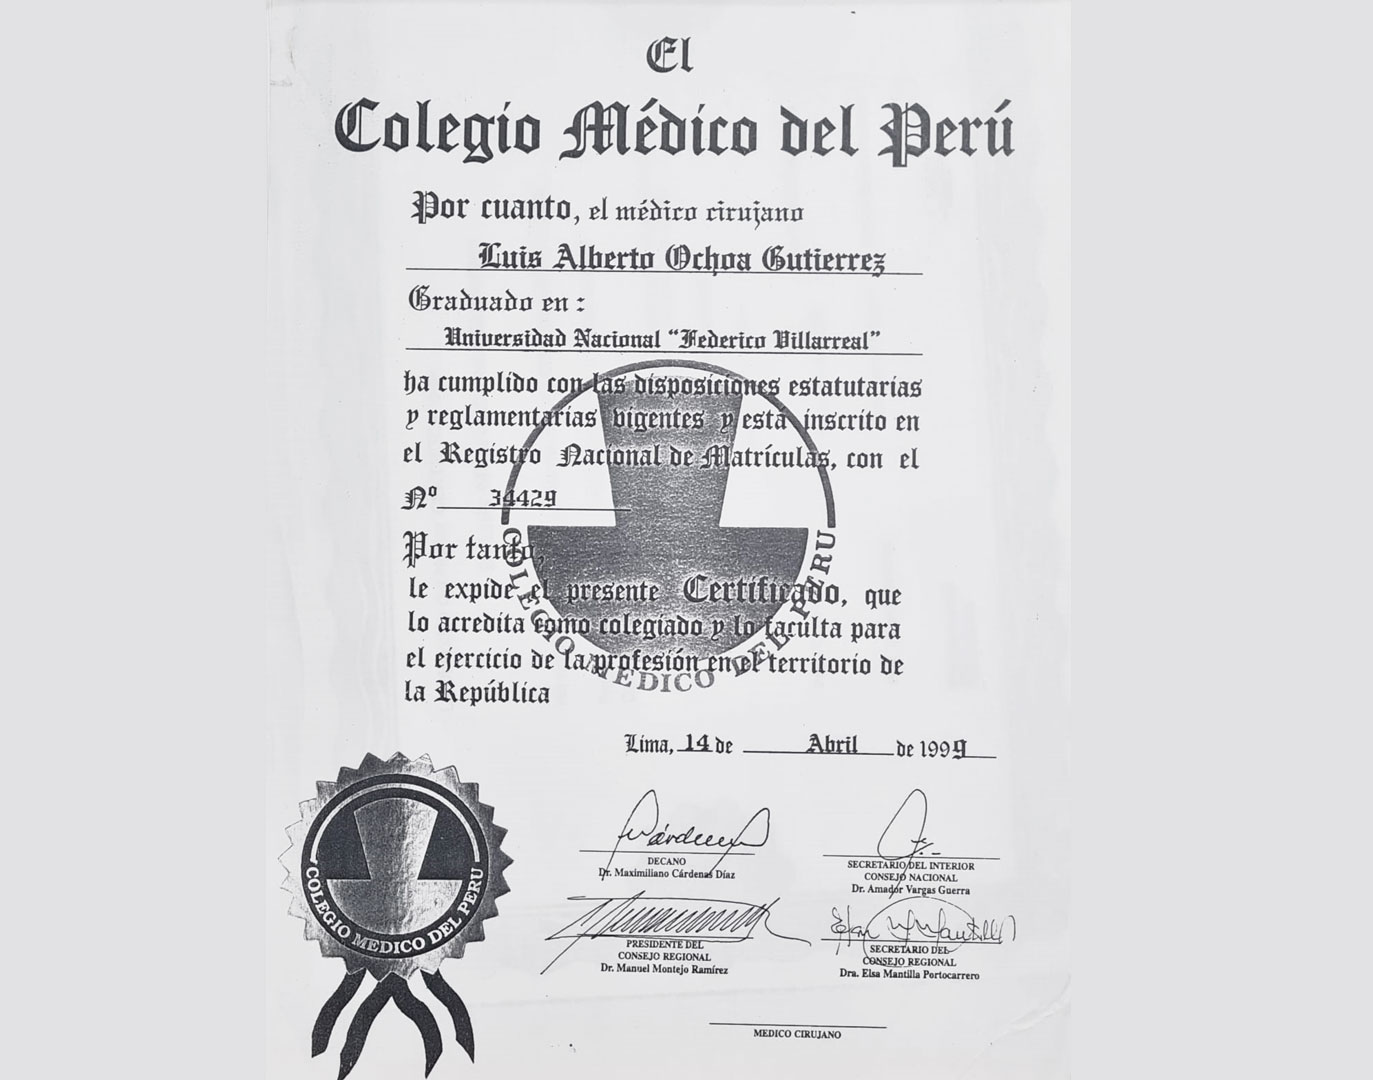 El
Colegio Médico del Perú
Por cuanto, el médico cirujano
Luis Alberto Ochoa Gutierrez
Graduado en :
Universidad Nacional "Federico Villarreal"
ha cumplido con las disposiciones estatutarias
y reglamentarias vigentes y está inscrito en
el Registro Nacional de Matrículas, con el
Nº 34429
Por tanto,
le expide el presente Certificado, que
lo acredita como colegiado y lo faculta para
el ejercicio de la profesión en el territorio de
la República
COLEGIO MEDICO DEL PERU
Lima, 14 de Abril de 1999
COLEGIO MEDICO DEL PERU
DECANO
Dr. Maximiliano Cárdenas Díaz
SECRETARIO DEL INTERIOR
CONSEJO NACIONAL
Dr. Amador Vargas Guerra
PRESIDENTE DEL
CONSEJO REGIONAL
Dr. Manuel Montejo Ramírez
SECRETARIO DEL
CONSEJO REGIONAL
Dra. Elsa Mantilla Portocarrero
MEDICO CIRUJANO